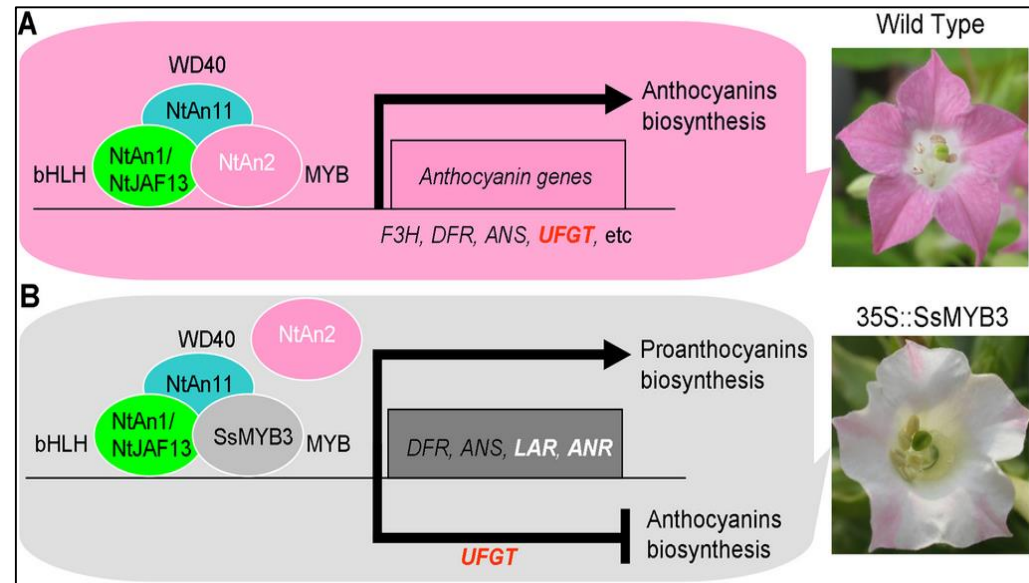 A
Wild Type
WD40
NtAn11
NtAn1/
NtJAF13
NtAn2
bHLH
MYB
Anthocyanins
biosynthesis
Anthocyanin genes
F3H, DFR, ANS, UFGT, etc
B
35S::SsMYB3
WD40
NtAn2
NtAn11
NtAn1/
NtJAF13
SsMYB3
bHLH
MYB
Proanthocyanins
biosynthesis
DFR, ANS, LAR, ANR
Anthocyanins
biosynthesis
UFGT